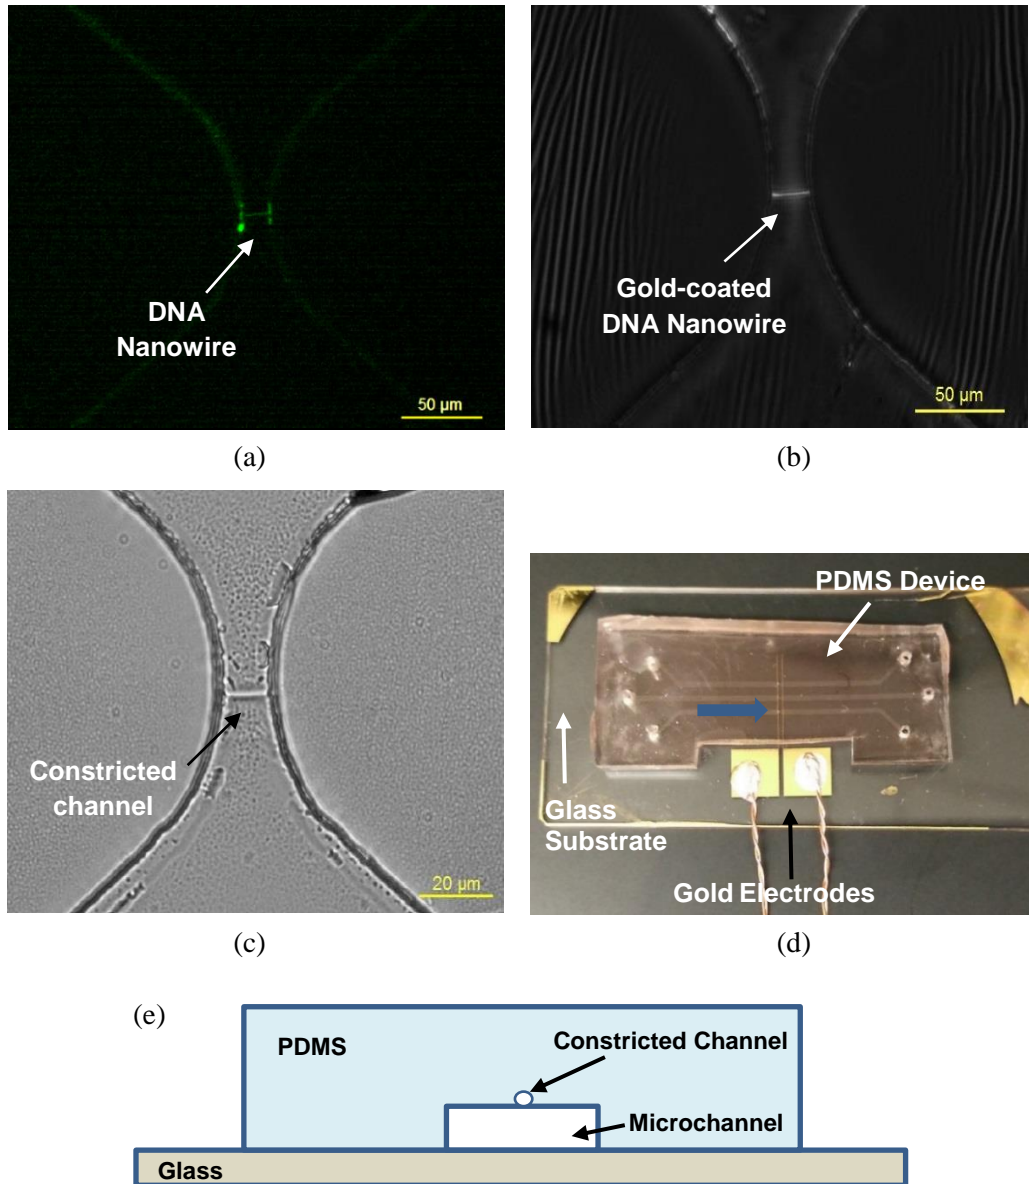 DNA
Nanowire
50 µm
(a)
Gold-coated
DNA Nanowire
50 µm
(b)
Constricted
channel
20 µm
(c)
PDMS Device
Glass
Substrate
Gold Electrodes
(d)
(e)
PDMS
Constricted Channel
Microchannel
Glass